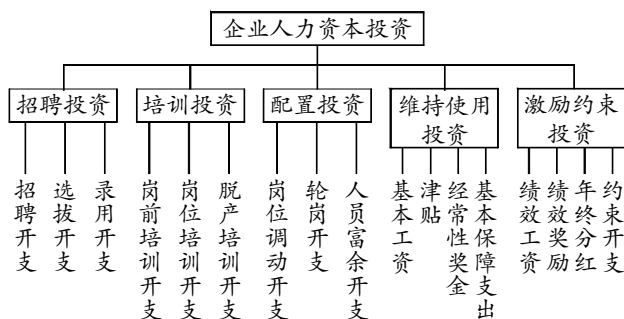 企业人力资本投资
招聘投资
培训投资
配置投资
维持使用
投资
激励约束
投资
招聘开支
选拔开支
录用开支
岗前培训开支
岗位培训开支
脱产培训开支
岗位调动开支
轮岗开支
人员富余开支
基本工资
津贴
经常性奖金
基本保障支出
绩效工资
绩效奖励
年终分红
约束开支